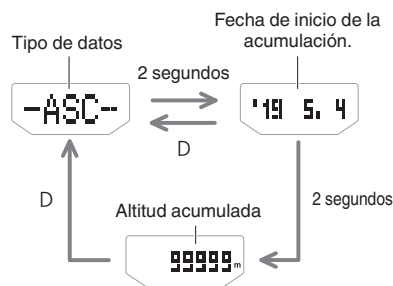 Tipo de datos
Fecha de inicio de la
acumulación.
2 segundos
-ASC-
'19 5. 4
D
D
2 segundos
Altitud acumulada
99999m